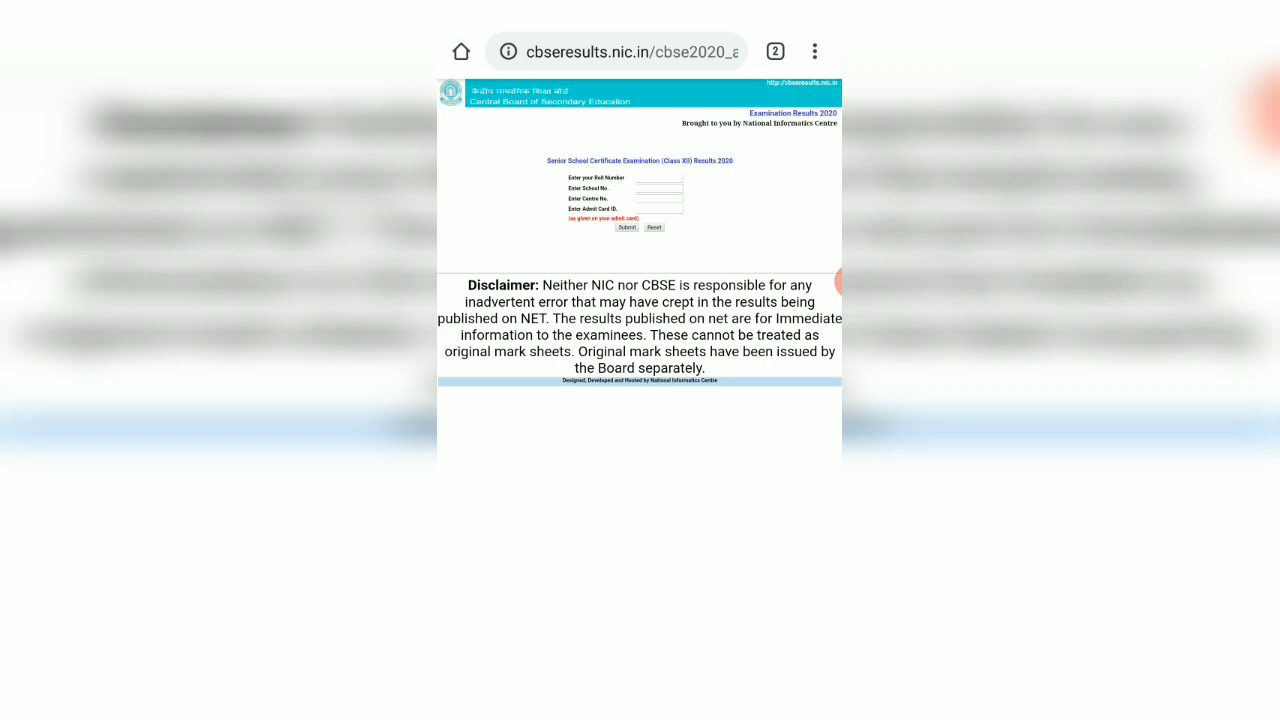 cbseresults.nic.in/cbse2020_a
2
http://cbseresults.nic.in
केंद्रीय माध्यमिक शिक्षा बोर्ड
Central Board of Secondary Education
Examination Results 2020
Brought to you by National Informatics Centre
Senior School Certificate Examination (Class XII) Results 2020
Enter your Roll Number
Enter School No.
Enter Centre No.
Enter Admit Card ID.
(as given on your admit card)
Submit Reset
Disclaimer: Neither NIC nor CBSE is responsible for any
inadvertent error that may have crept in the results being
published on NET. The results published on net are for Immediate
information to the examinees. These cannot be treated as
original mark sheets. Original mark sheets have been issued by
the Board separately.
Designed, Developed and Hosted by National Informatics Centre